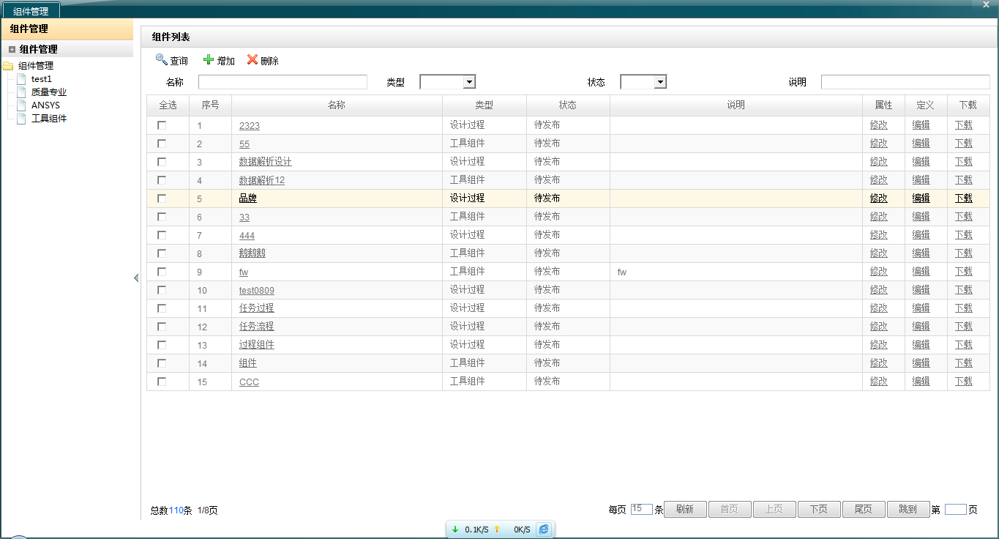 组件管理
组件管理
组件管理
组件管理
test1
质量专业
ANSYS
工具组件
组件列表
查询 增加 删除
名称 类型 状态 说明
全选 序号 名称 类型 状态 说明 属性 定义 下载
1 2323 设计过程 待发布 修改 编辑 下载
2 55 工具组件 待发布 修改 编辑 下载
3 数据解析设计 设计过程 待发布 修改 编辑 下载
4 数据解析12 工具组件 待发布 修改 编辑 下载
5 品牌 设计过程 待发布 修改 编辑 下载
6 33 工具组件 待发布 修改 编辑 下载
7 444 设计过程 待发布 修改 编辑 下载
8 鹅鹅鹅 工具组件 待发布 修改 编辑 下载
9 fw 工具组件 待发布 fw 修改 编辑 下载
10 test0809 设计过程 待发布 修改 编辑 下载
11 任务过程 设计过程 待发布 修改 编辑 下载
12 任务流程 设计过程 待发布 修改 编辑 下载
13 过程组件 设计过程 待发布 修改 编辑 下载
14 组件 工具组件 待发布 修改 编辑 下载
15 CCC 工具组件 待发布 修改 编辑 下载
总数110条 1/8页 每页 15 条 刷新 首页 上页 下页 尾页 跳到 第 页
0.1K/S 0K/S